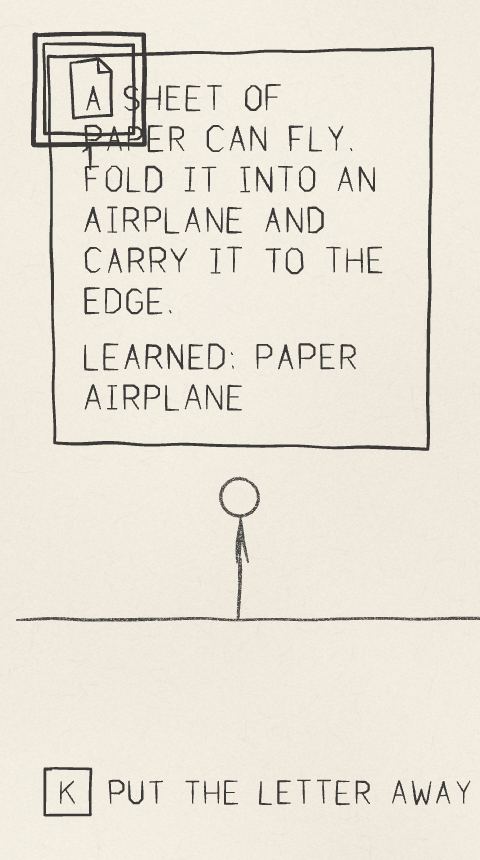 A SHEET OF
PAPER CAN FLY.
FOLD IT INTO AN
AIRPLANE AND
CARRY IT TO THE
EDGE.
LEARNED: PAPER
AIRPLANE
K PUT THE LETTER AWAY